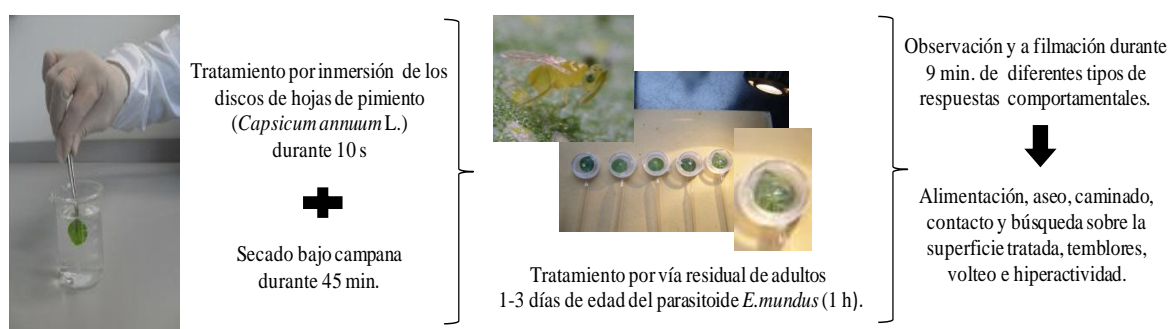 Tratamiento por inmersión de los
discos de hojas de pimiento
(Capsicum annuum L.)
durante 10 s
Secado bajo campana
durante 45 min.
Tratamiento por vía residual de adultos
1-3 días de edad del parasitoide E.mundus (1 h).
Observación y a filmación durante
9 min. de diferentes tipos de
respuestas comportamentales.
Alimentación, aseo, caminado,
contacto y búsqueda sobre la
superficie tratada, temblores,
volteo e hiperactividad.